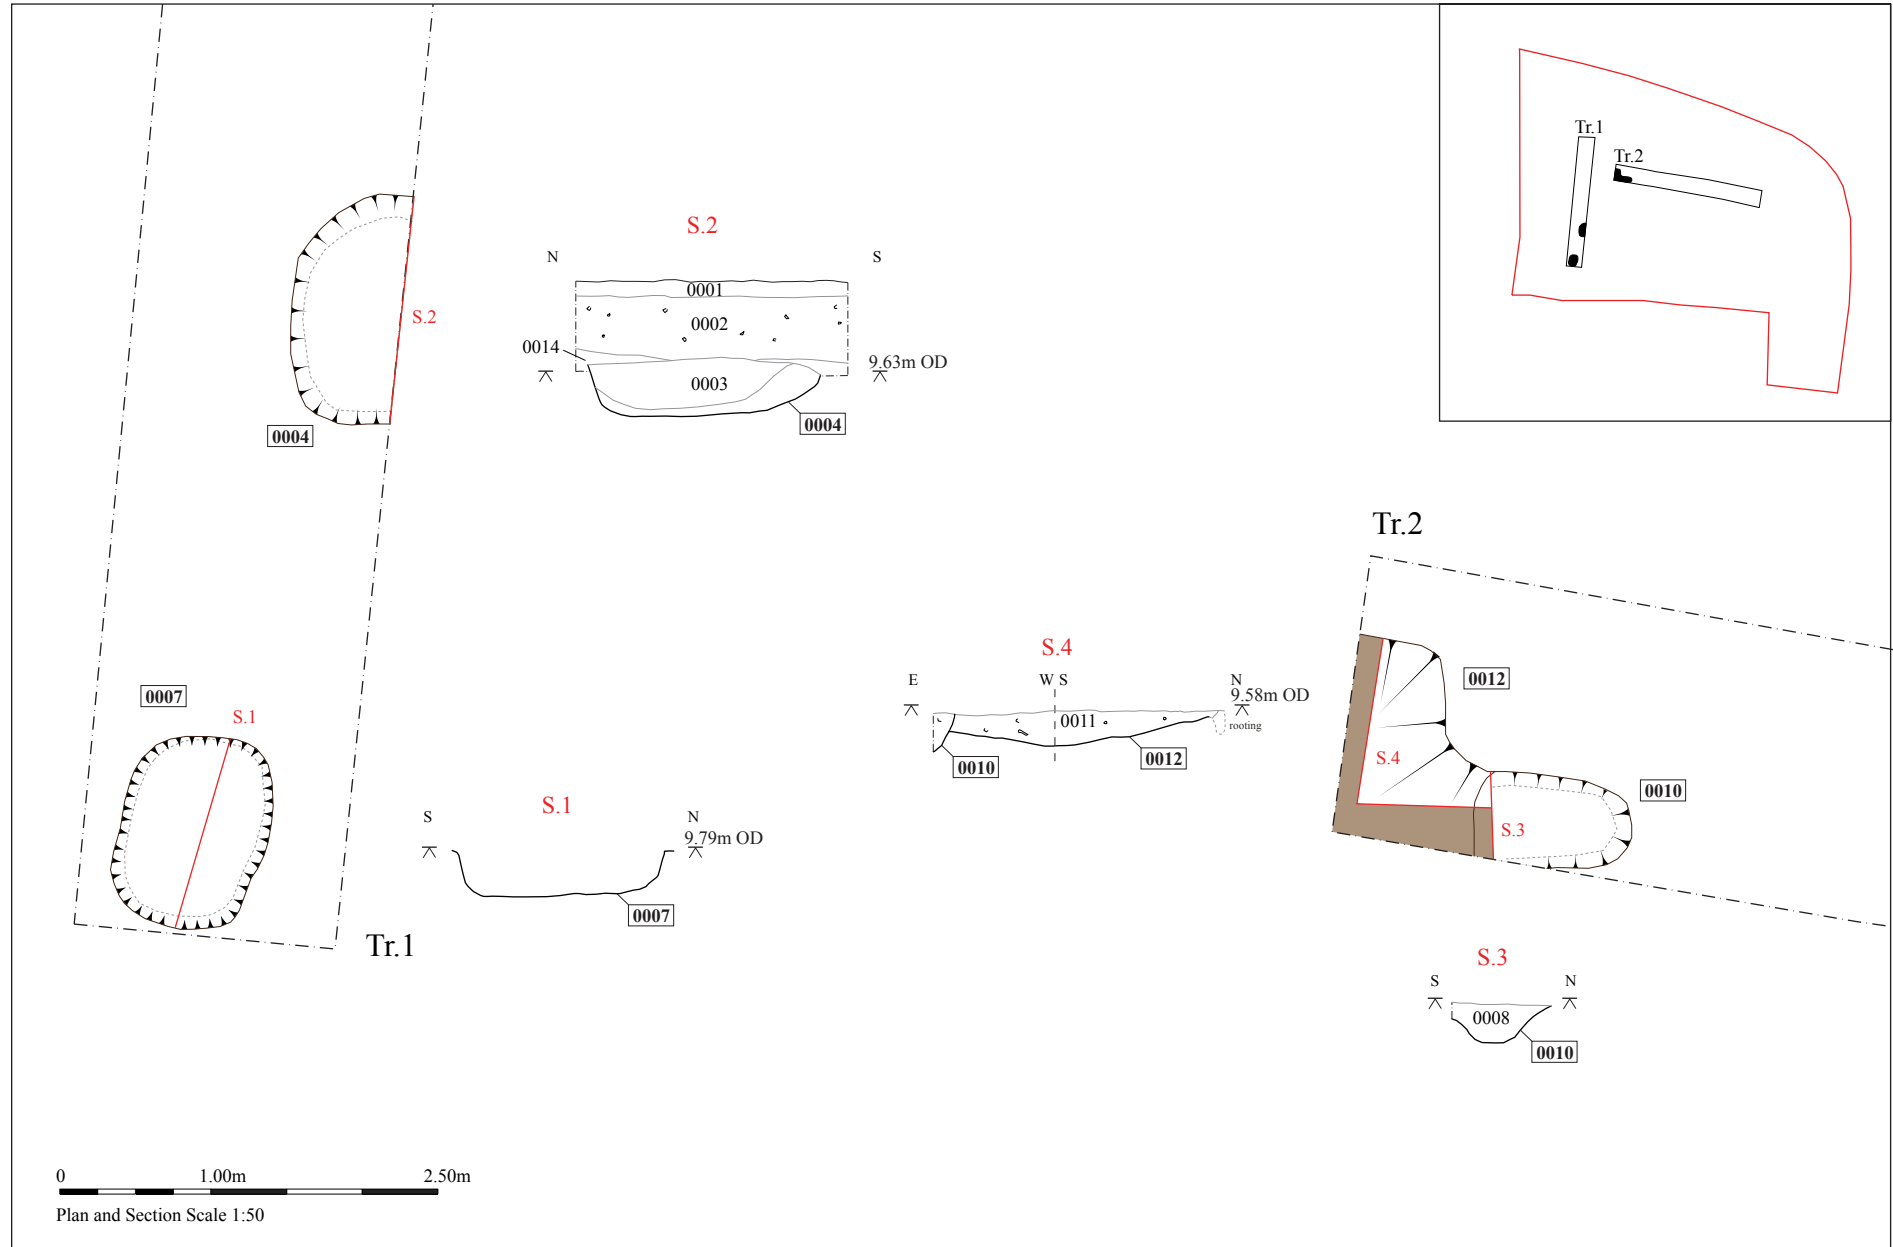 Tr.1
Tr.2
S.2
N S
0001
0002
0014
9.63m OD
0003
0004
S.2
0004
Tr.2
S.4
E W S N
9.58m OD
0011
rooting
0010
0012
0012
S.4
0010
S.3
0007
S.1
S.1
S N
9.79m OD
0007
Tr.1
S.3
S N
0008
0010
0 1.00m 2.50m
Plan and Section Scale 1:50